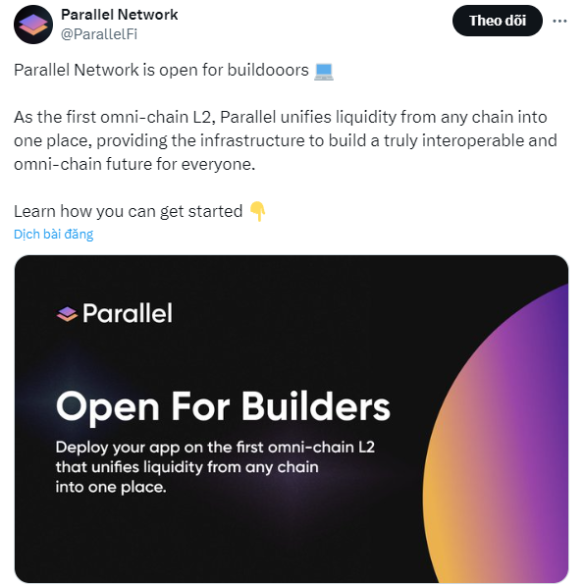 Parallel Network
@ParallelFi
Theo dõi
Parallel Network is open for buildooors 💻
As the first omni-chain L2, Parallel unifies liquidity from any chain into
one place, providing the infrastructure to build a truly interoperable and
omni-chain future for everyone.
Learn how you can get started 👇
Dịch bài đăng
Parallel
Open For Builders
Deploy your app on the first omni-chain L2
that unifies liquidity from any chain
into one place.